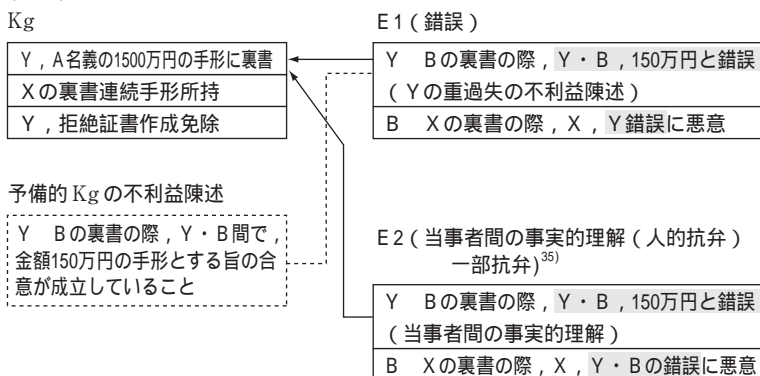 Kg
Y，A名義の1500万円の手形に裏書
Xの裏書連続手形所持
Y，拒絶証書作成免除
予備的Kgの不利益陳述
Y Bの裏書の際，Y・B間で，
金額150万円の手形とする旨の合
意が成立していること
E1（錯誤）
Y Bの裏書の際，Y・B，150万円と錯誤
（Yの重過失の不利益陳述）
B Xの裏書の際，X，Y錯誤に悪意
E2（当事者間の事実的理解（人的抗弁）
一部抗弁）35）
Y Bの裏書の際，Y・B，150万円と錯誤
（当事者間の事実的理解）
B Xの裏書の際，X，Y・Bの錯誤に悪意